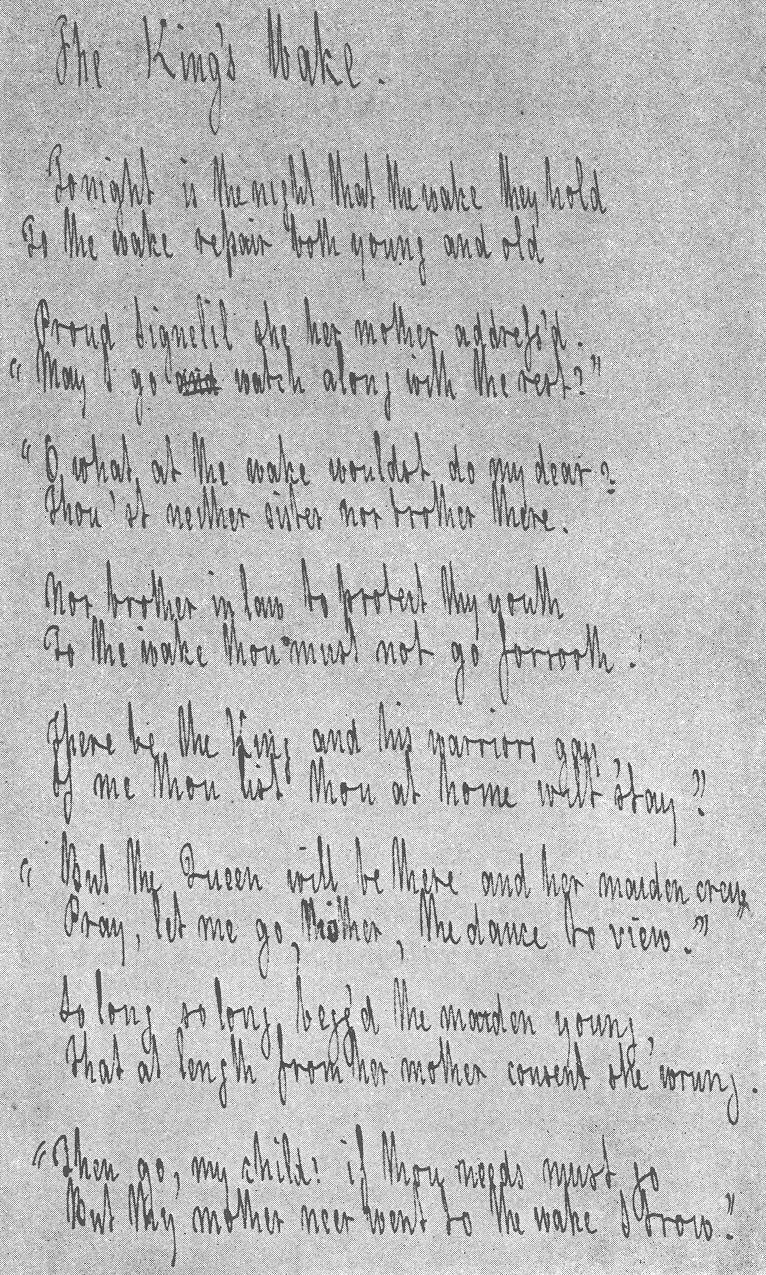 The King's Wake.
Tonight is the night that the wake they hold
To the wake repair both young and old
Proud Signelil she her mother address'd.
"May I go and watch along with the rest?"
"O what at the wake wouldst do my dear?
Thou'st neither sister nor brother there.
Nor brother in law to protect thy youth
To the wake thou must not go forsooth.
There be the King and his warriors gay
If me thou list thou at home wilt stay"
"But the Queen will be there and her maiden crew
Pray, let me go, Mother, the dance to view."
So long so long begg'd the maiden young,
That at length from her mother consent she wrung.
"Then go, my child! if thou needs must go
But thy mother neer went to the wake I trow."